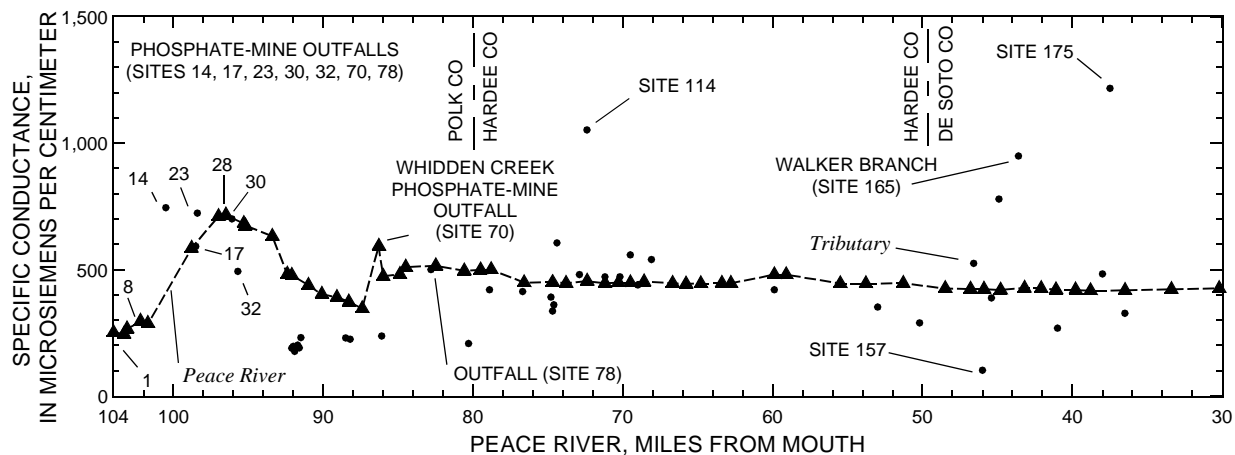 1,500
1,000
500
0
SPECIFIC CONDUCTANCE,
IN MICROSIEMENS PER CENTIMETER
PHOSPHATE-MINE OUTFALLS
(SITES 14, 17, 23, 30, 32, 70, 78)
POLK CO
HARDEE CO
SITE 114
HARDEE CO
DE SOTO CO
SITE 175
14
23
28
30
17
32
8
1
Peace River
WHIDDEN CREEK
PHOSPHATE-MINE
OUTFALL
(SITE 70)
OUTFALL (SITE 78)
WALKER BRANCH
(SITE 165)
Tributary
SITE 157
104
100
90
80
70
60
50
40
30
PEACE RIVER, MILES FROM MOUTH